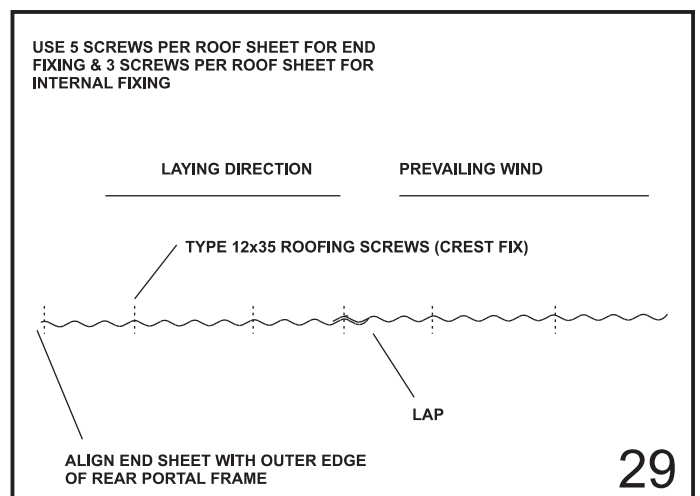 USE 5 SCREWS PER ROOF SHEET FOR END
FIXING & 3 SCREWS PER ROOF SHEET FOR
INTERNAL FIXING
LAYING DIRECTION
PREVAILING WIND
TYPE 12x35 ROOFING SCREWS (CREST FIX)
LAP
ALIGN END SHEET WITH OUTER EDGE
OF REAR PORTAL FRAME
29